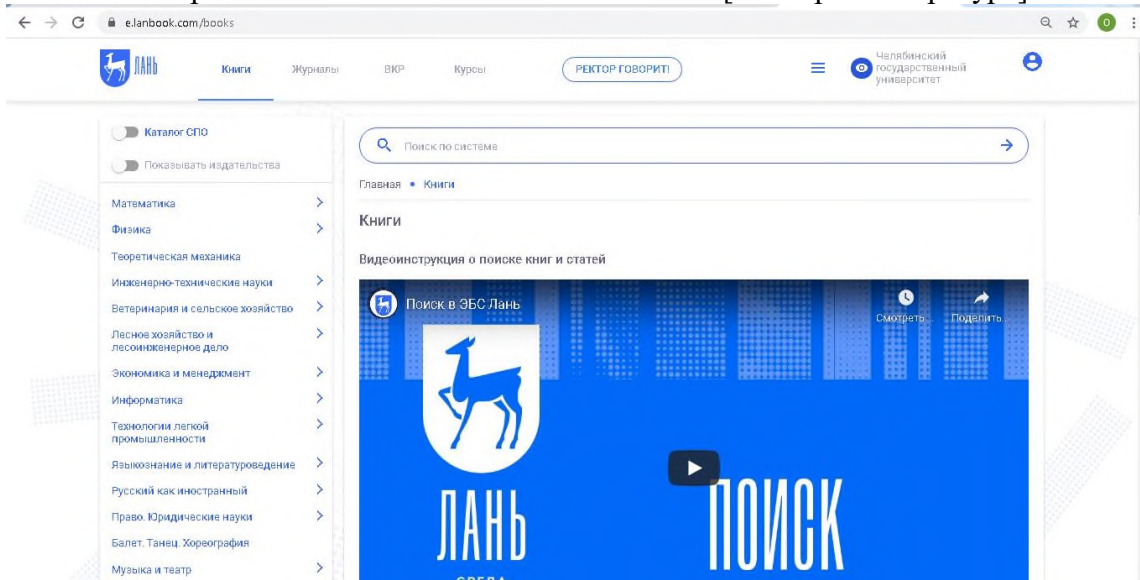 e.lanbook.com/books
ЛАНЬ
Книги
Журналы
ВКР
Курсы
РЕКТОР ГОВОРИТ!
Челябинский
государственный
университет
O
Каталог СПО
Показывать издательства
Математика
Физика
Теоретическая механика
Инженерно-технические науки
Ветеринария и сельское хозяйство
Лесное хозяйство и
лесоинженерное дело
Экономика и менеджмент
Информатика
Технологии легкой
промышленности
Языкознание и литературоведение
Русский как иностранный
Право. Юридические науки
Балет. Танец. Хореография
Музыка и театр
Поиск по системе
Главная • Книги
Книги
Видеоинструкция о поиске книг и статей
Поиск в ЭБС Лань
Смотреть...
Поделить...
ЛАНЬ
ПОИСК